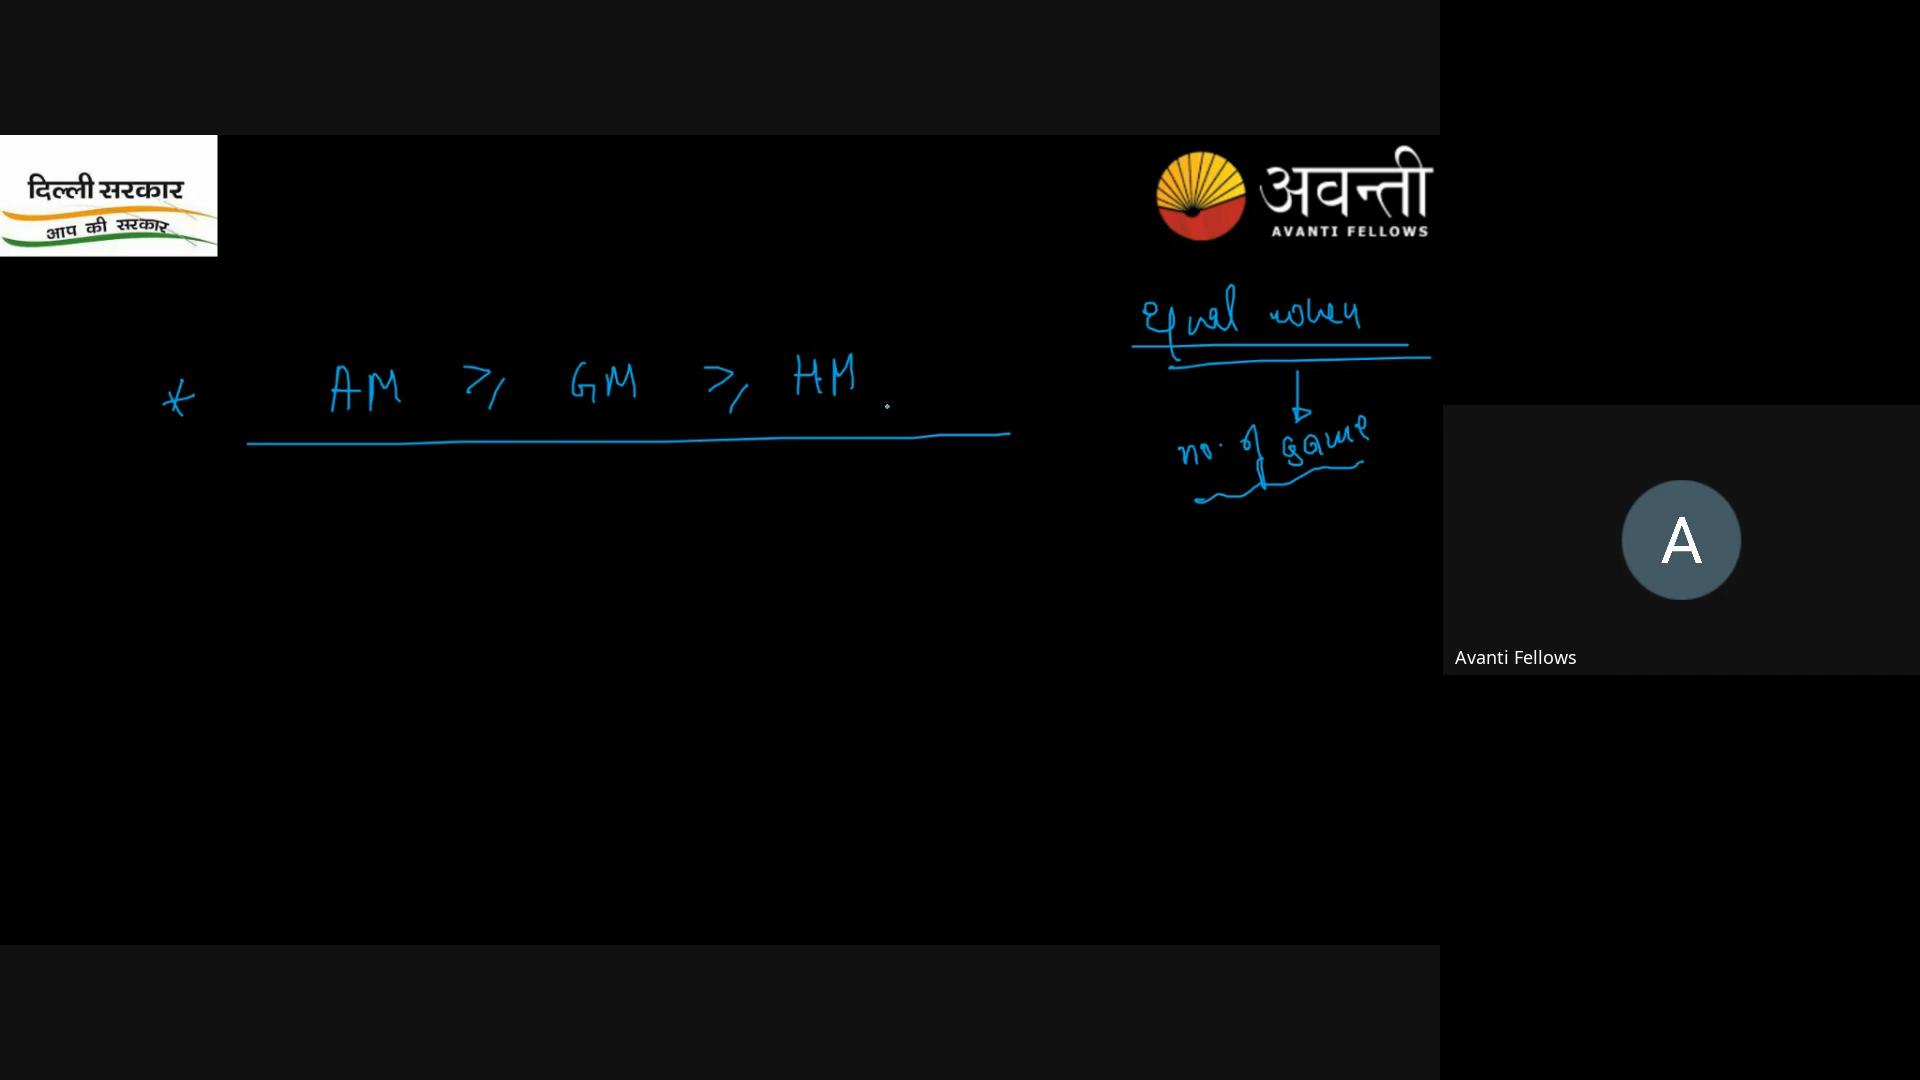 दिल्ली सरकार
आप की सरकार
अवन्ती
AVANTI FELLOWS
Equal when
* AM ⩾ GM ⩾ HM
no. of same
A
Avanti Fellows